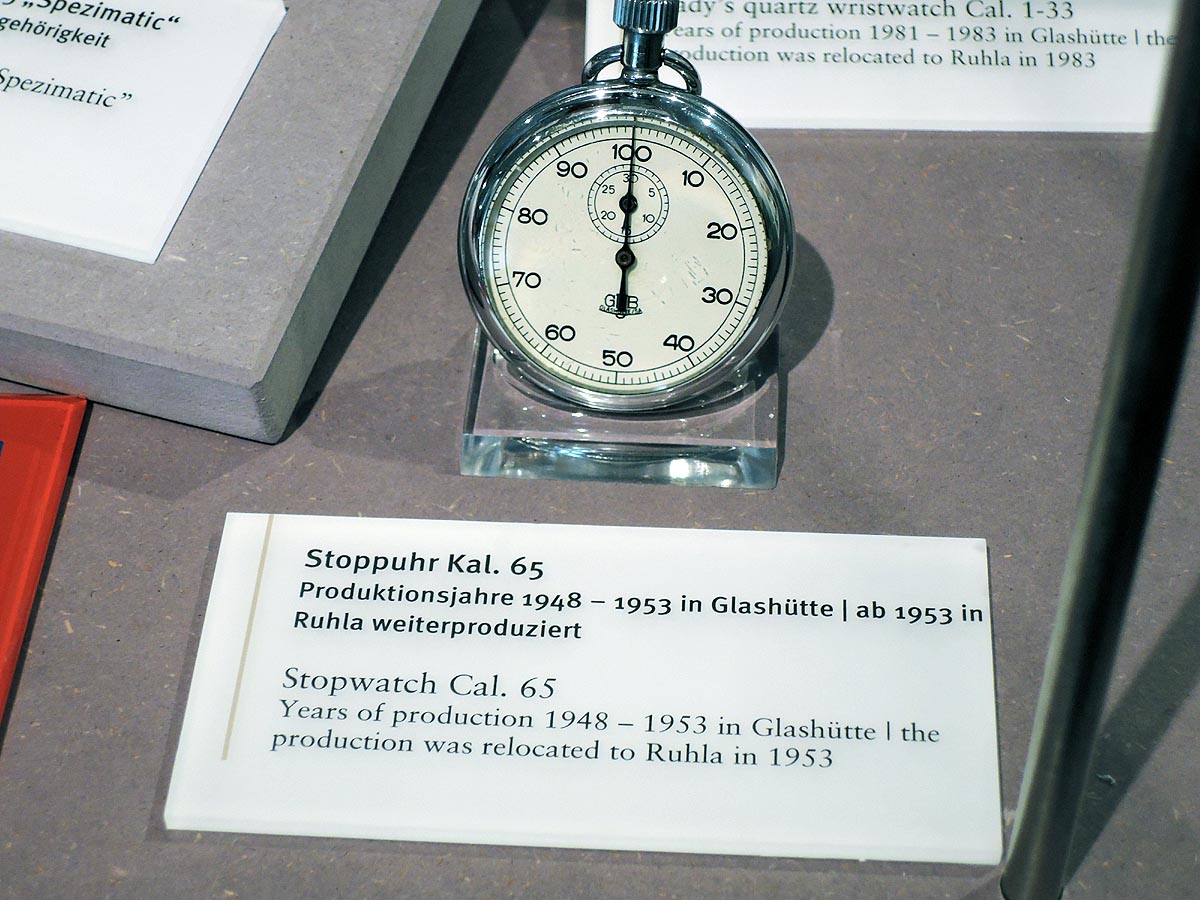 „Spezimatic“
gehörigkeit
Spezimatic”
ady’s quartz wristwatch Cal. 1-33
ears of production 1981 – 1983 in Glashütte | the
oduction was relocated to Ruhla in 1983
100
90 10
80 20
70 30
60 40
50
30
25 5
20 10
15
GUB
Stoppuhr Kal. 65
Produktionsjahre 1948 – 1953 in Glashütte | ab 1953 in
Ruhla weiterproduziert
Stopwatch Cal. 65
Years of production 1948 – 1953 in Glashütte | the
production was relocated to Ruhla in 1953